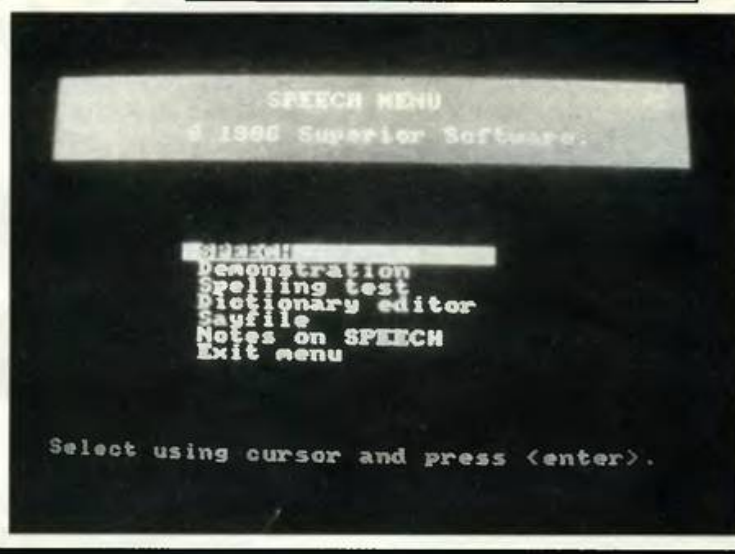 SPEECH MENU
© 1986 Superior Software.
SPEECH
Demonstration
Spelling test
Dictionary editor
Sayfile
Notes on SPEECH
Exit menu
Select using cursor and press <enter>.